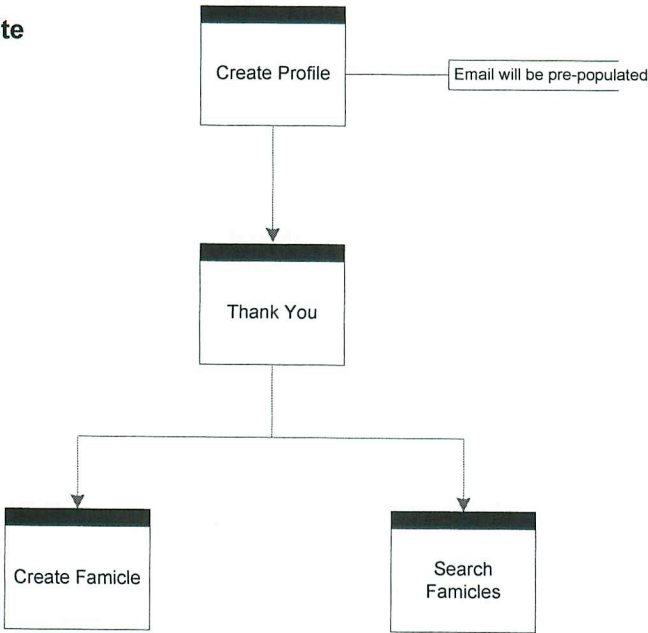 te
Create Profile
Email will be pre-populated
Thank You
Create Famicle
Search
Famicles